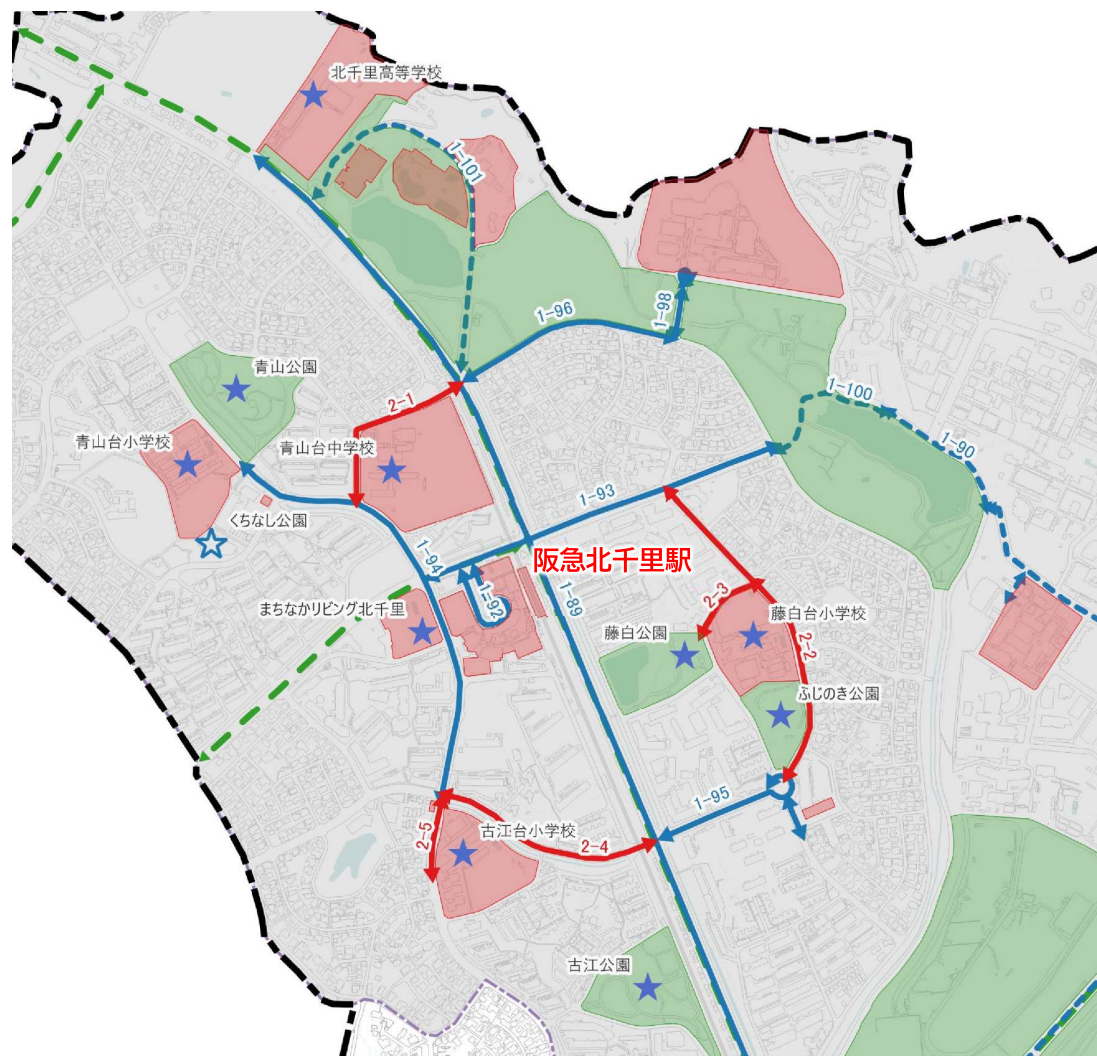 北千里高等学校
1-101
1-96
1-98
青山公園
2-1
1-100
青山台小学校
青山台中学校
1-90
1-93
くちなし公園
阪急北千里駅
1-94
1-92
1-89
まちなかリビング北千里
2-3
藤白台小学校
藤白公園
2-2
ふじのき公園
1-95
古江台小学校
2-5
2-4
古江公園